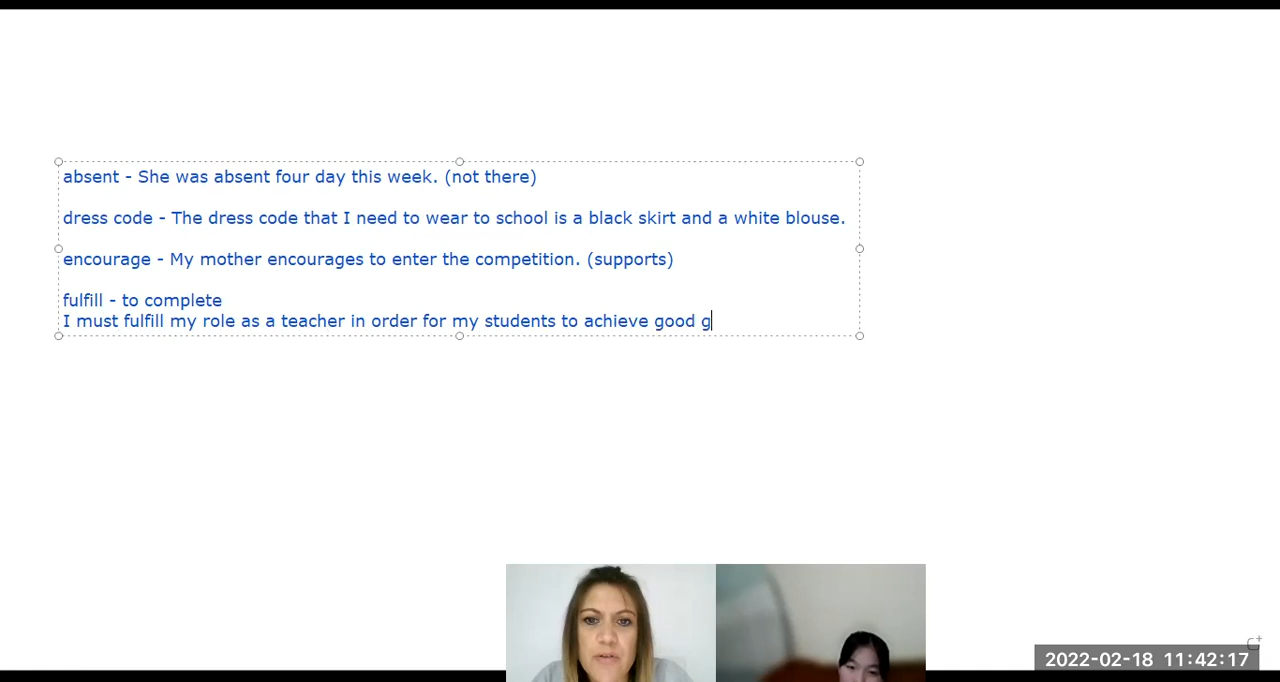 absent - She was absent four day this week. (not there)
dress code - The dress code that I need to wear to school is a black skirt and a white blouse.
encourage - My mother encourages to enter the competition. (supports)
fulfill - to complete
I must fulfill my role as a teacher in order for my students to achieve good g
2022-02-18 11:42:17